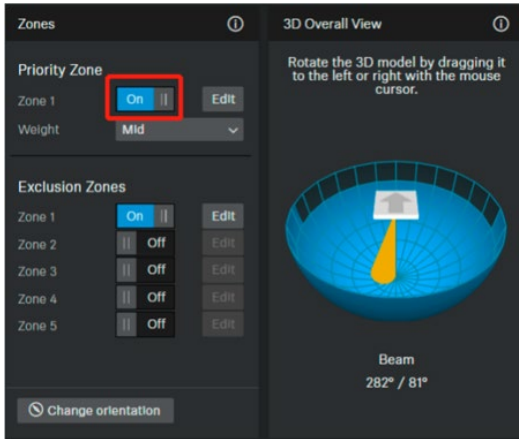 Zones
Priority Zone
Zone 1 On Edit
Weight Mid
Exclusion Zones
Zone 1 On Edit
Zone 2 Off Edit
Zone 3 Off Edit
Zone 4 Off Edit
Zone 5 Off Edit
Change orientation
3D Overall View
Rotate the 3D model by dragging it
to the left or right with the mouse
cursor.
Beam
282° / 81°